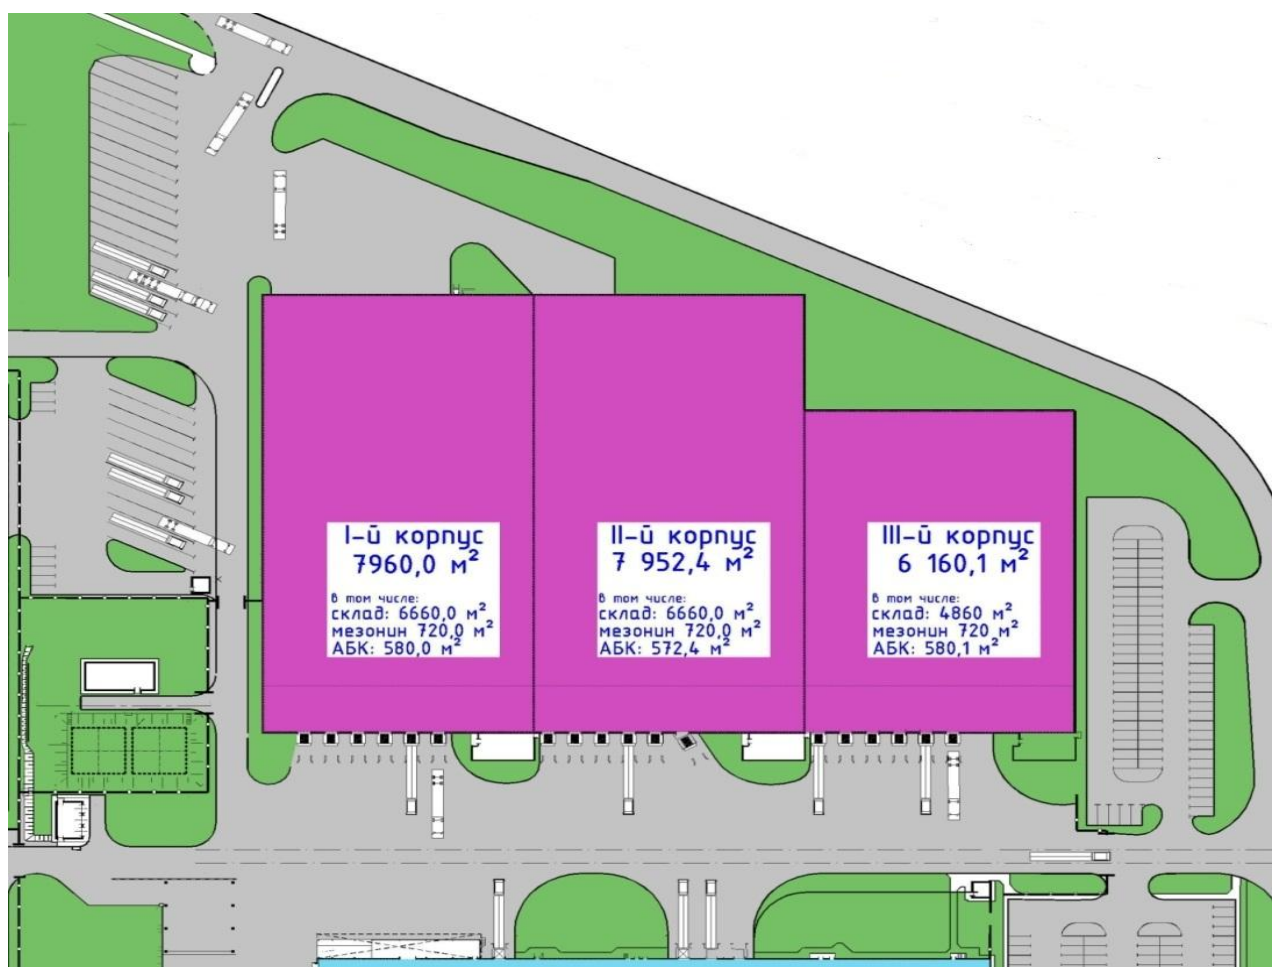 I-й корпус
7960,0 м²
в том числе:
склад: 6660,0 м²
мезонин 720,0 м²
АБК: 580,0 м²
II-й корпус
7 952,4 м²
в том числе:
склад: 6660,0 м²
мезонин 720,0 м²
АБК: 572,4 м²
III-й корпус
6 160,1 м²
в том числе:
склад: 4860 м²
мезонин 720 м²
АБК: 580,1 м²